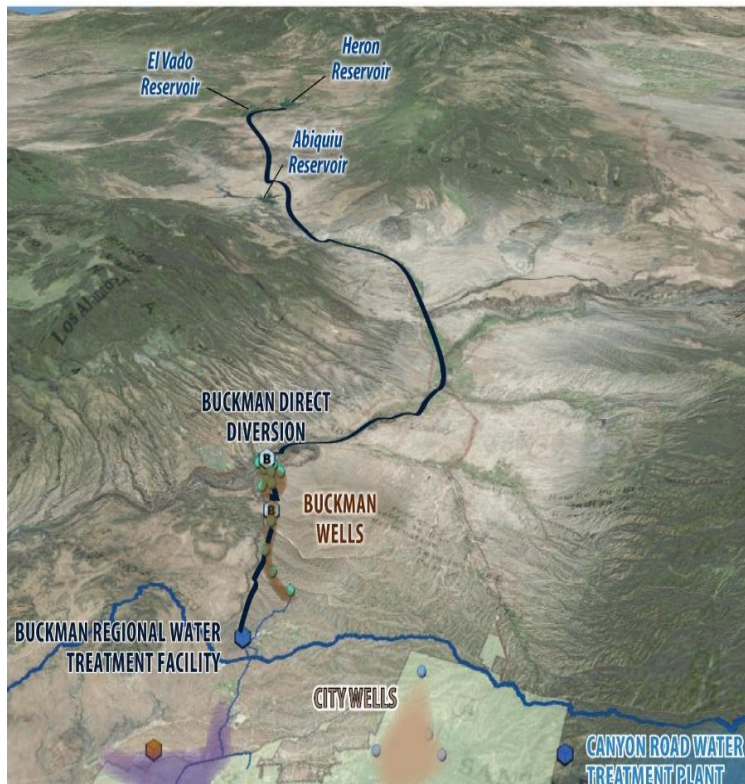 Heron
Reservoir
El Vado
Reservoir
Abiquiu
Reservoir
BUCKMAN DIRECT
DIVERSION
B
BUCKMAN
WELLS
B
BUCKMAN REGIONAL WATER
TREATMENT FACILITY
CITY WELLS
CANYON ROAD WATER
TREATMENT PLANT